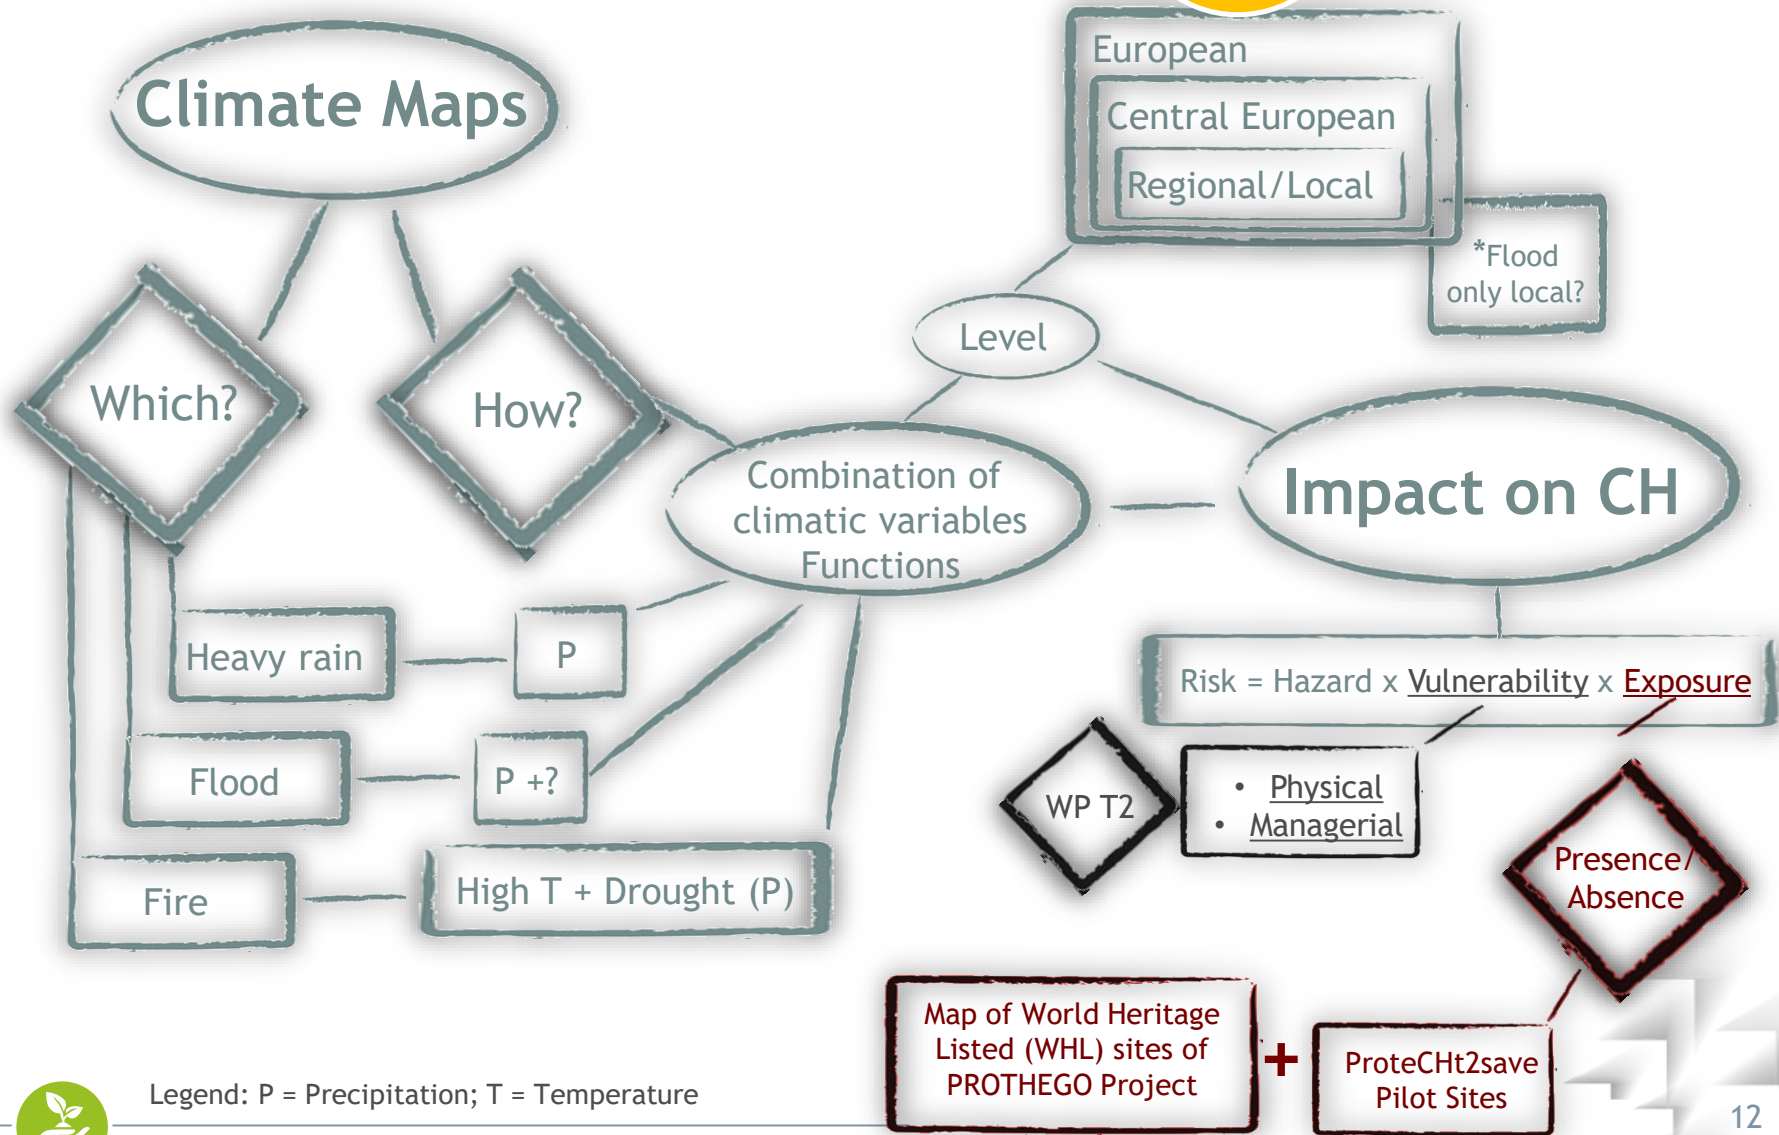 Climate Maps
Which?
How?
European
Central European
Regional/Local
*Flood
only local?
Level
Combination of
climatic variables
Functions
Impact on CH
Heavy rain
P
Flood
P +?
Fire
High T + Drought (P)
Risk = Hazard x Vulnerability x Exposure
WP T2
• Physical
• Managerial
Presence/
Absence
Map of World Heritage
Listed (WHL) sites of
PROTHEGO Project
+
ProteCHt2save
Pilot Sites
Legend: P = Precipitation; T = Temperature
12